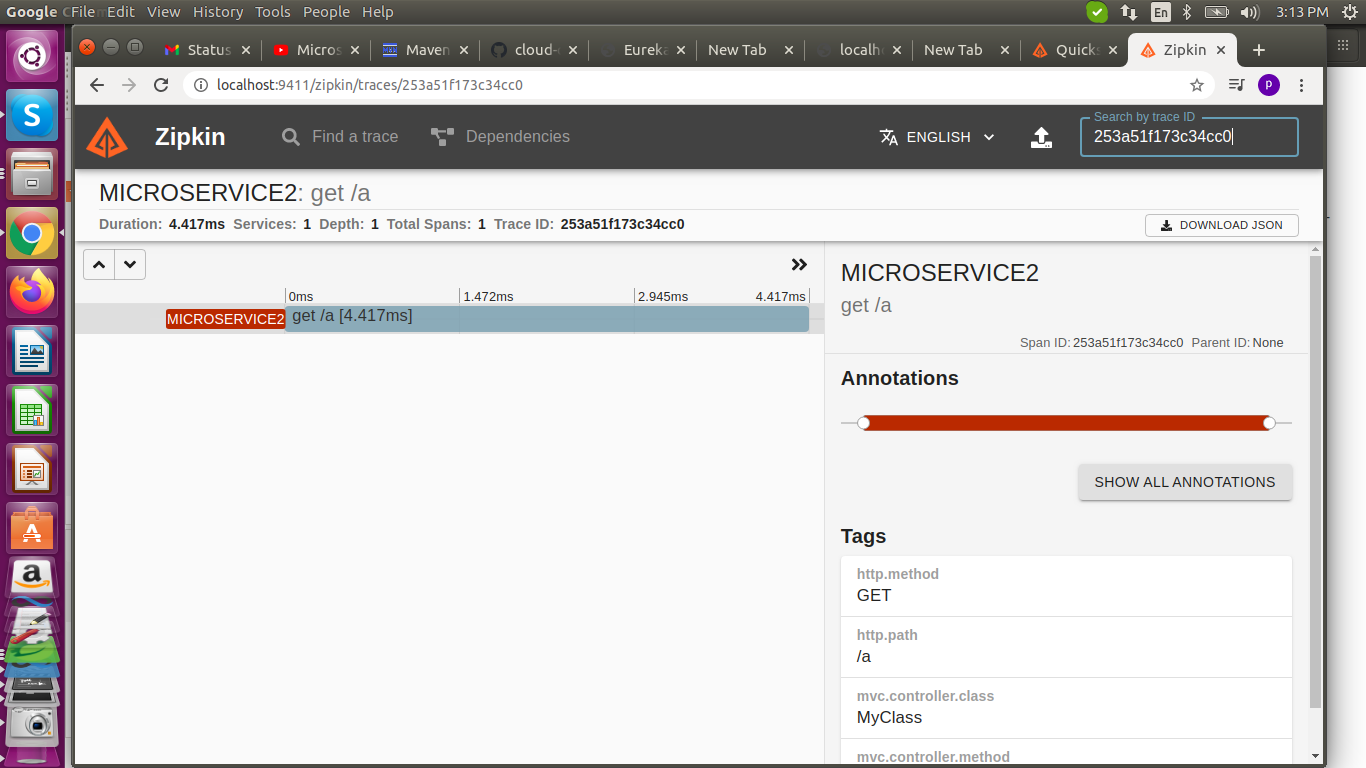 Google C File Edit View History Tools People Help En 3:13 PM
Status Micros Maven cloud- Eureka New Tab localh New Tab Quicks Zipkin
localhost:9411/zipkin/traces/253a51f173c34cc0 p
Zipkin Find a trace Dependencies ENGLISH Search by trace ID
253a51f173c34cc0
MICROSERVICE2: get /a
Duration: 4.417ms Services: 1 Depth: 1 Total Spans: 1 Trace ID: 253a51f173c34cc0 DOWNLOAD JSON
0ms 1.472ms 2.945ms 4.417ms
MICROSERVICE2 get /a [4.417ms]
MICROSERVICE2
get /a
Span ID: 253a51f173c34cc0 Parent ID: None
Annotations
SHOW ALL ANNOTATIONS
Tags
http.method
GET
http.path
/a
mvc.controller.class
MyClass
mvc.controller.method